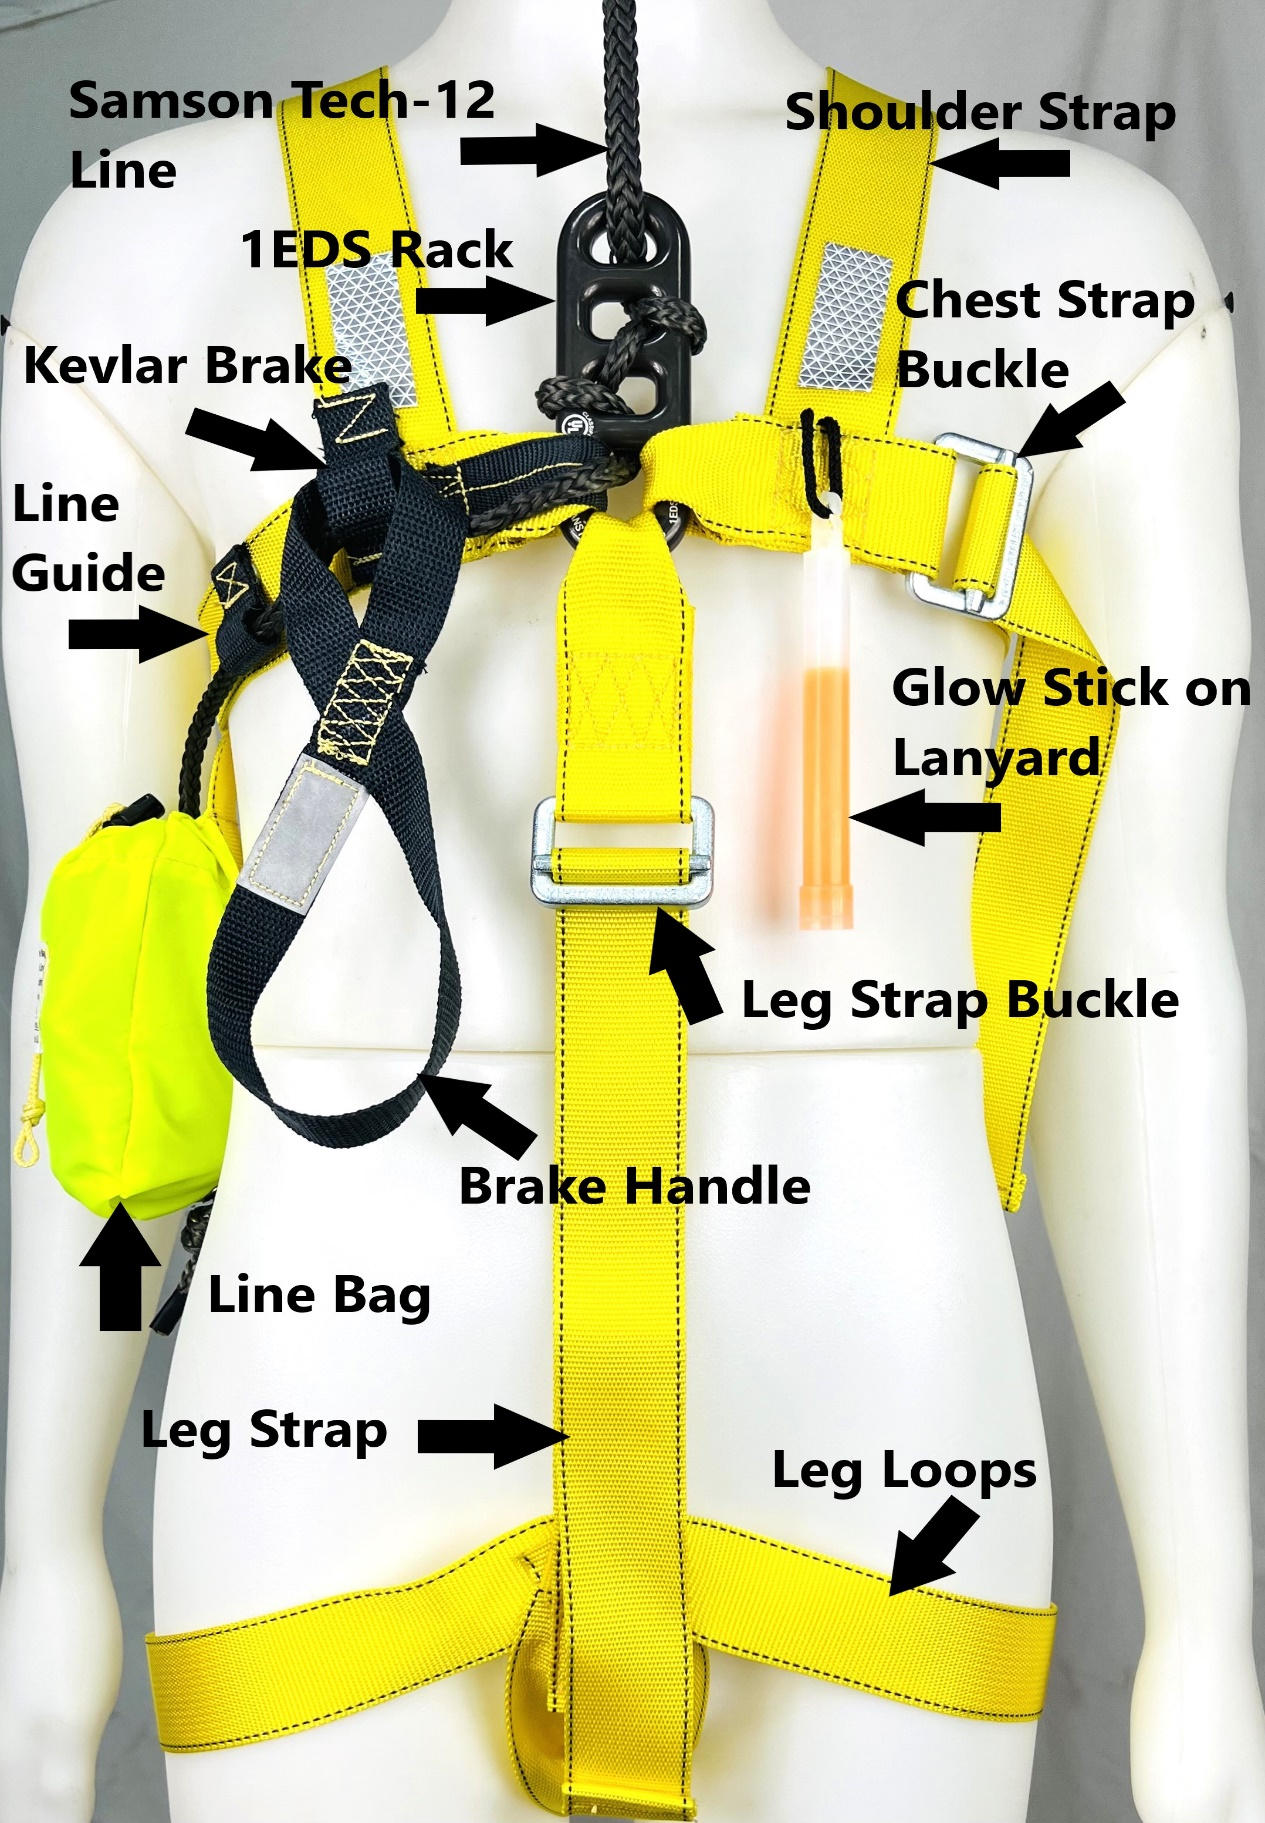 Samson Tech-12
Line
Shoulder Strap
1EDS Rack
Chest Strap
Buckle
Kevlar Brake
Line
Guide
1EDS
Glow Stick on
Lanyard
Leg Strap Buckle
Brake Handle
Line Bag
Leg Strap
Leg Loops